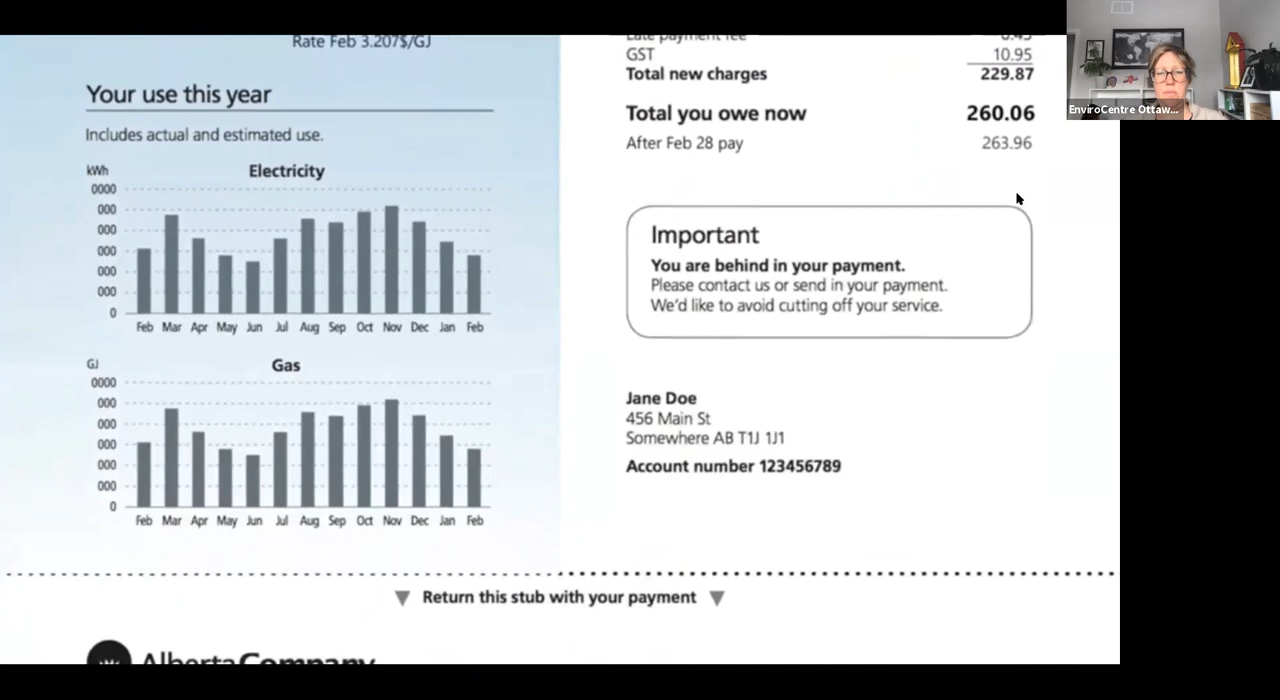 Rate Feb 3.207$/GJ
Your use this year
Includes actual and estimated use.
kWh
Electricity
0000
000
000
000
000
000
0
Feb Mar Apr May Jun Jul Aug Sep Oct Nov Dec Jan Feb
GJ
Gas
0000
000
000
000
000
000
0
Feb Mar Apr May Jun Jul Aug Sep Oct Nov Dec Jan Feb
Late payment fee 0.45
GST 10.95
Total new charges 229.87
Total you owe now 260.06
After Feb 28 pay 263.96
Important
You are behind in your payment.
Please contact us or send in your payment.
We'd like to avoid cutting off your service.
Jane Doe
456 Main St
Somewhere AB T1J 1J1
Account number 123456789
Return this stub with your payment
AlbertaCompany
EnviroCentre Ottaw...